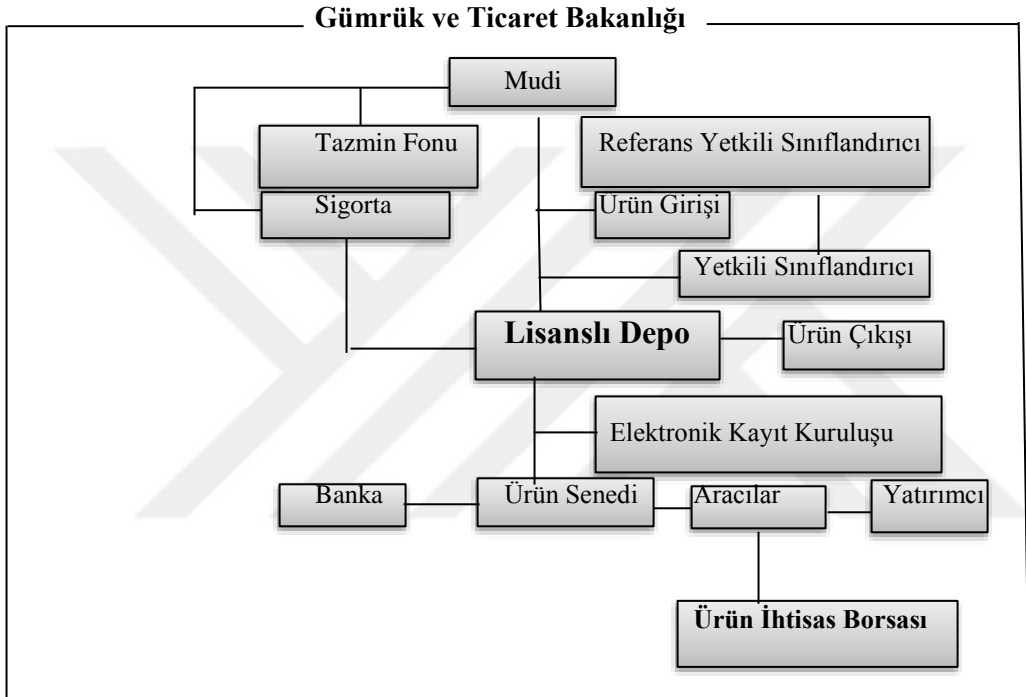 Gümrük ve Ticaret Bakanlığı
Mudi
Tazmin Fonu
Referans Yetkili Sınıflandırıcı
Sigorta
Ürün Girişi
Yetkili Sınıflandırıcı
Lisanslı Depo
Ürün Çıkışı
Elektronik Kayıt Kuruluşu
Banka
Ürün Senedi
Aracılar
Yatırımcı
Ürün İhtisas Borsası